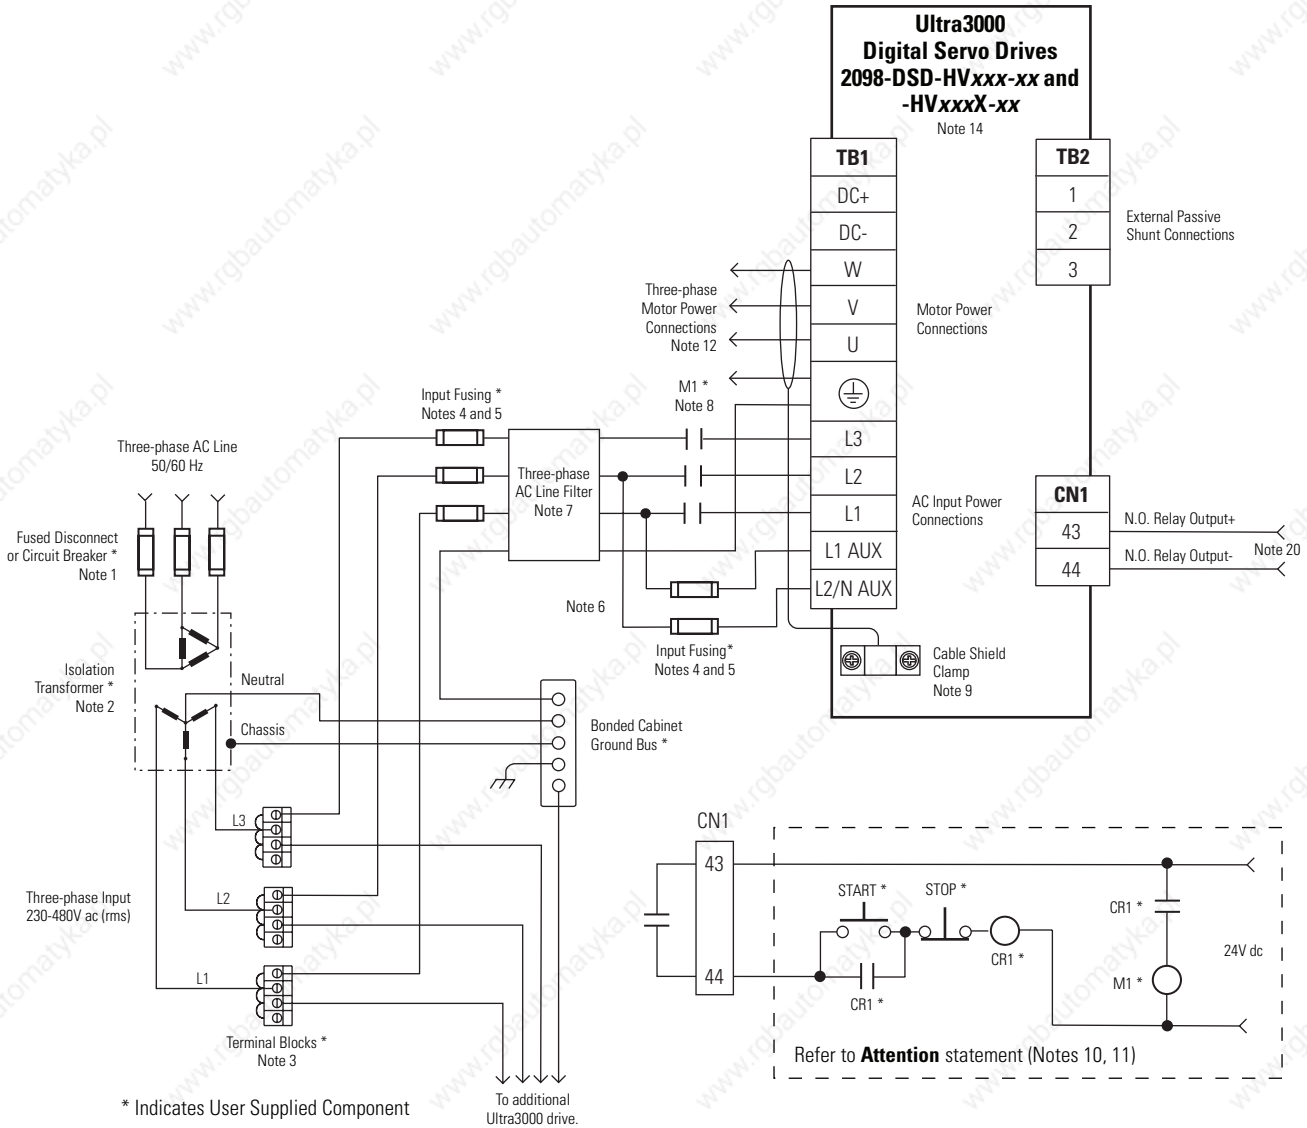 Ultra3000
Digital Servo Drives
2098-DSD-HVxxx-xx and
-HVxxxX-xx
Note 14
TB1
DC+
DC-
W
V
U
L3
L2
L1
L1 AUX
L2/N AUX
TB2
1
2
3
External Passive
Shunt Connections
Three-phase
Motor Power
Connections
Note 12
Motor Power
Connections
M1 *
Note 8
Input Fusing *
Notes 4 and 5
Three-phase AC Line
50/60 Hz
Three-phase
AC Line Filter
Note 7
AC Input Power
Connections
CN1
43
44
N.O. Relay Output+
N.O. Relay Output-
Note 20
Fused Disconnect
or Circuit Breaker *
Note 1
Note 6
Input Fusing*
Notes 4 and 5
Cable Shield
Clamp
Note 9
Isolation
Transformer *
Note 2
Neutral
Chassis
Bonded Cabinet
Ground Bus *
L3
L2
L1
Three-phase Input
230-480V ac (rms)
Terminal Blocks *
Note 3
To additional
Ultra3000 drive.
* Indicates User Supplied Component
CN1
43
44
START *
STOP *
CR1 *
CR1 *
CR1 *
M1 *
24V dc
Refer to Attention statement (Notes 10, 11)
www.rgbautomatyka.pl